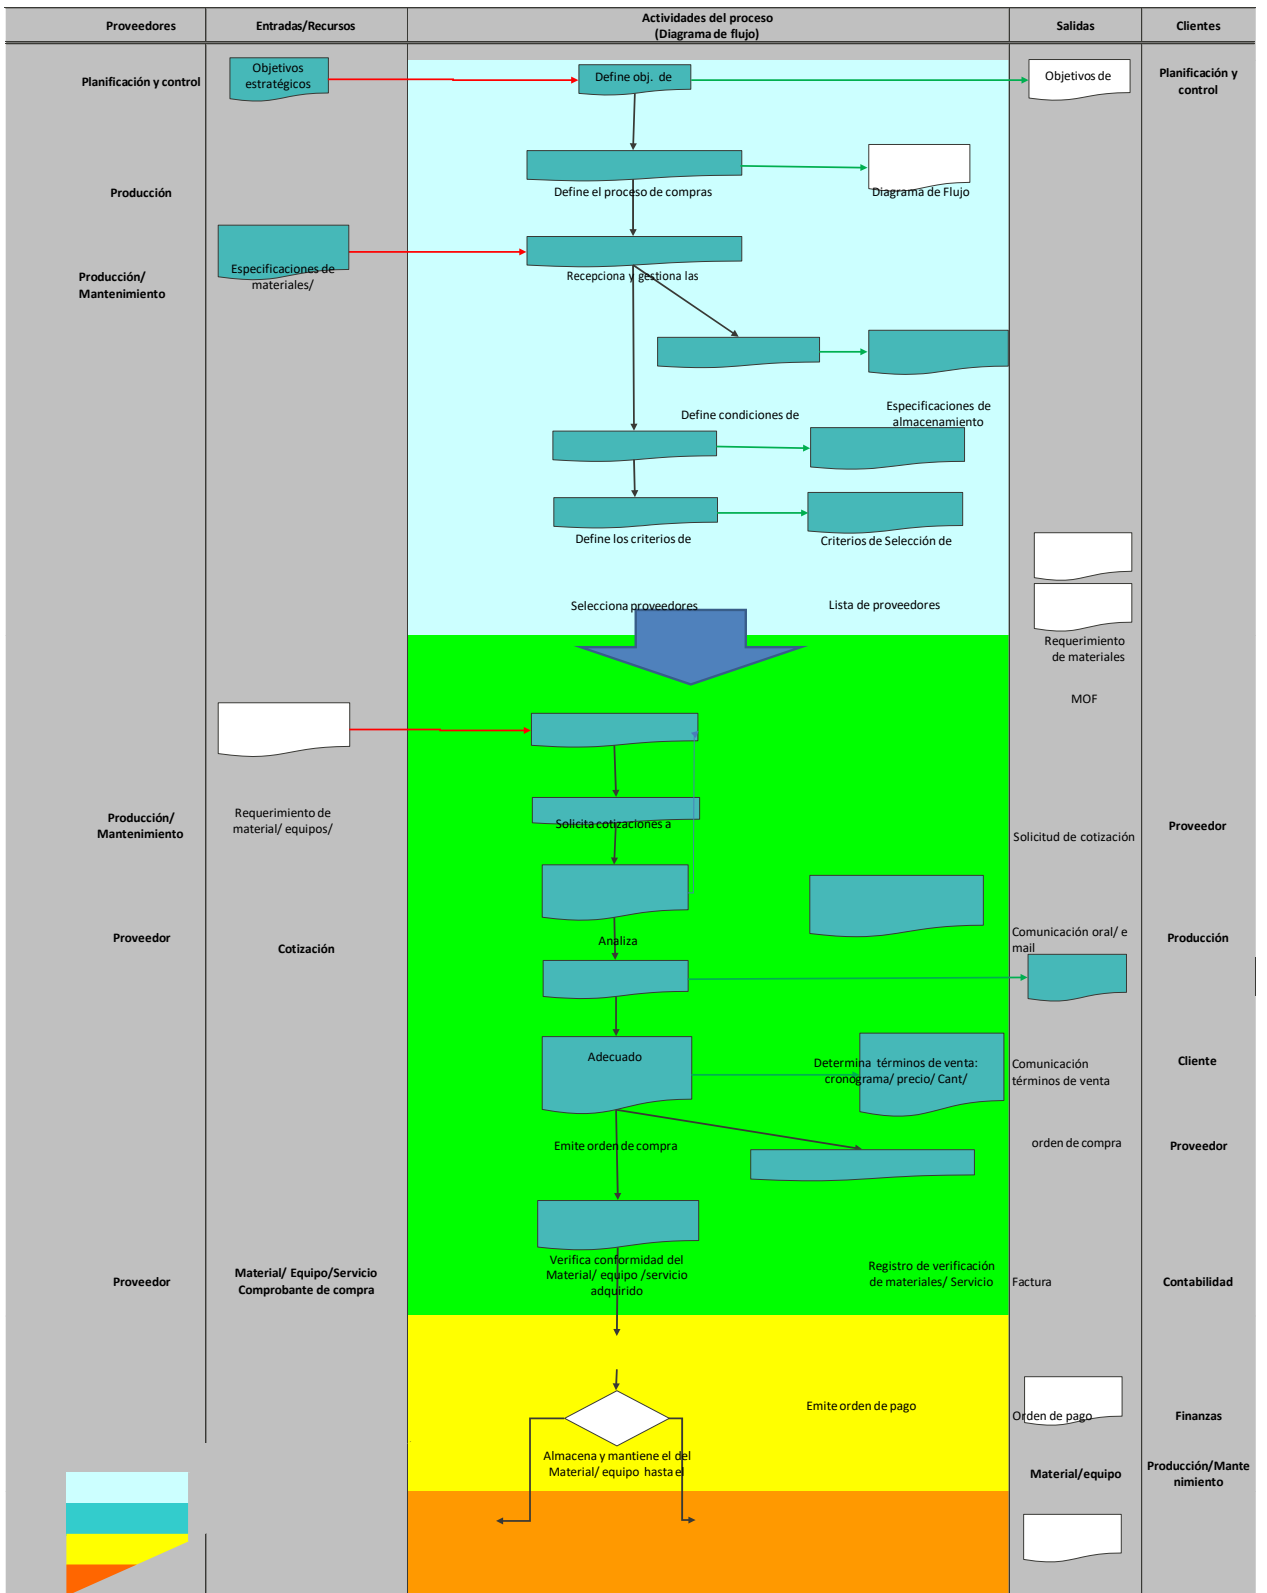 Proveedores
Entradas/Recursos
Actividades del proceso
(Diagrama de flujo)
Salidas
Clientes
Planificación y control
Objetivos
estratégicos
Define obj.  de
Objetivos de
Planificación y
control
Producción
Define el proceso de compras
Diagrama de Flujo
Producción/
Mantenimiento
Especificaciones de
materiales/
Recepciona y gestiona las
Define condiciones de
Especificaciones de
almacenamiento
Define los criterios de
Criterios de Selección de
Selecciona proveedores
Lista de proveedores
Requerimiento
de materiales
MOF
Producción/
Mantenimiento
Requerimiento de
material/ equipos/
Solicita cotizaciones a
Solicitud de cotización
Proveedor
Proveedor
Cotización
Analiza
Comunicación oral/ e
mail
Producción
Adecuado
Determina  términos de venta:
cronograma/ precio/ Cant/
Comunicación
términos de venta
Cliente
Emite orden de compra
orden de compra
Proveedor
Proveedor
Material/ Equipo/Servicio
Comprobante de compra
Verifica conformidad del
Material/ equipo /servicio
adquirido
Registro de verificación
de materiales/ Servicio
Factura
Contabilidad
Emite orden de pago
Orden de pago
Finanzas
Almacena y mantiene el del
Material/ equipo hasta el
Material/equipo
Producción/Mante
nimiento